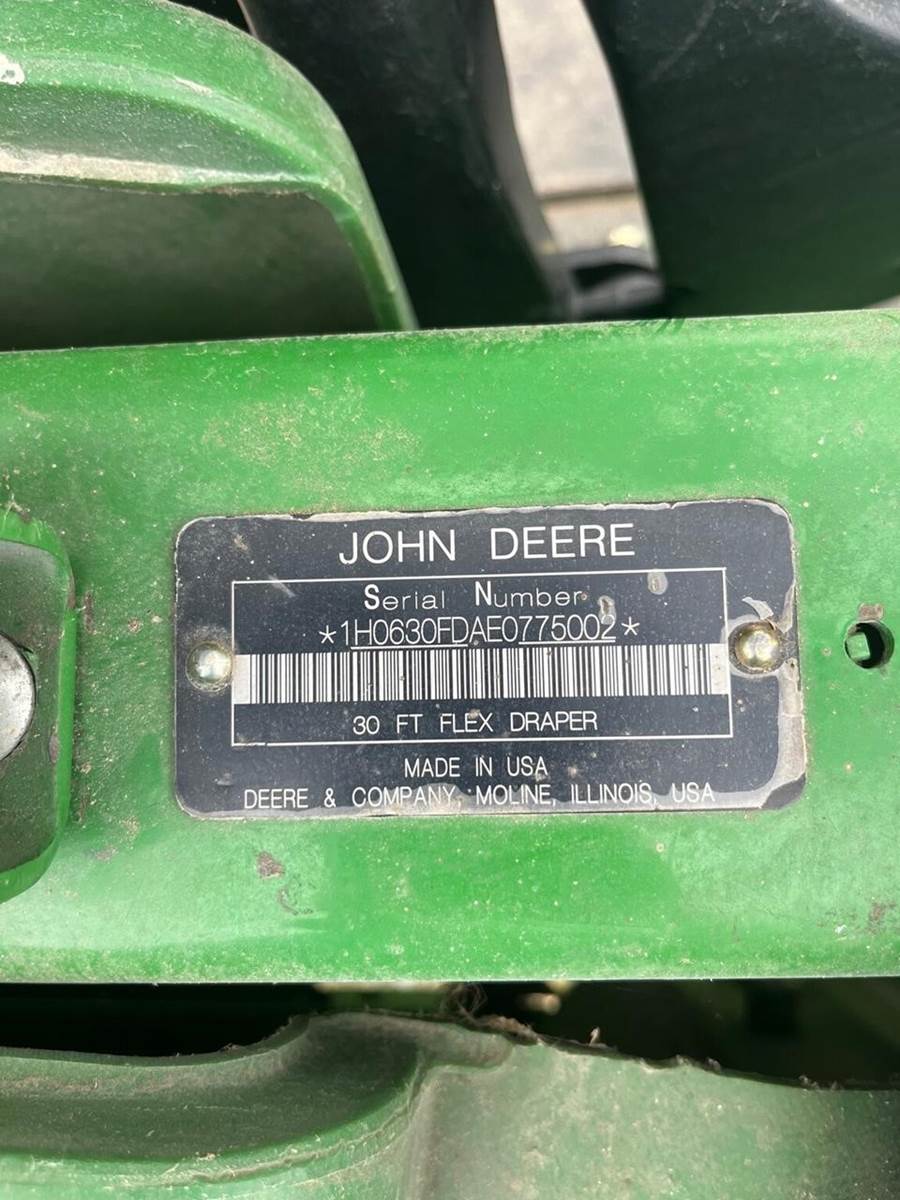 JOHN DEERE
Serial Number
*1H0630FDAE0775002*
30 FT FLEX DRAPER
MADE IN USA
DEERE & COMPANY, MOLINE, ILLINOIS, USA